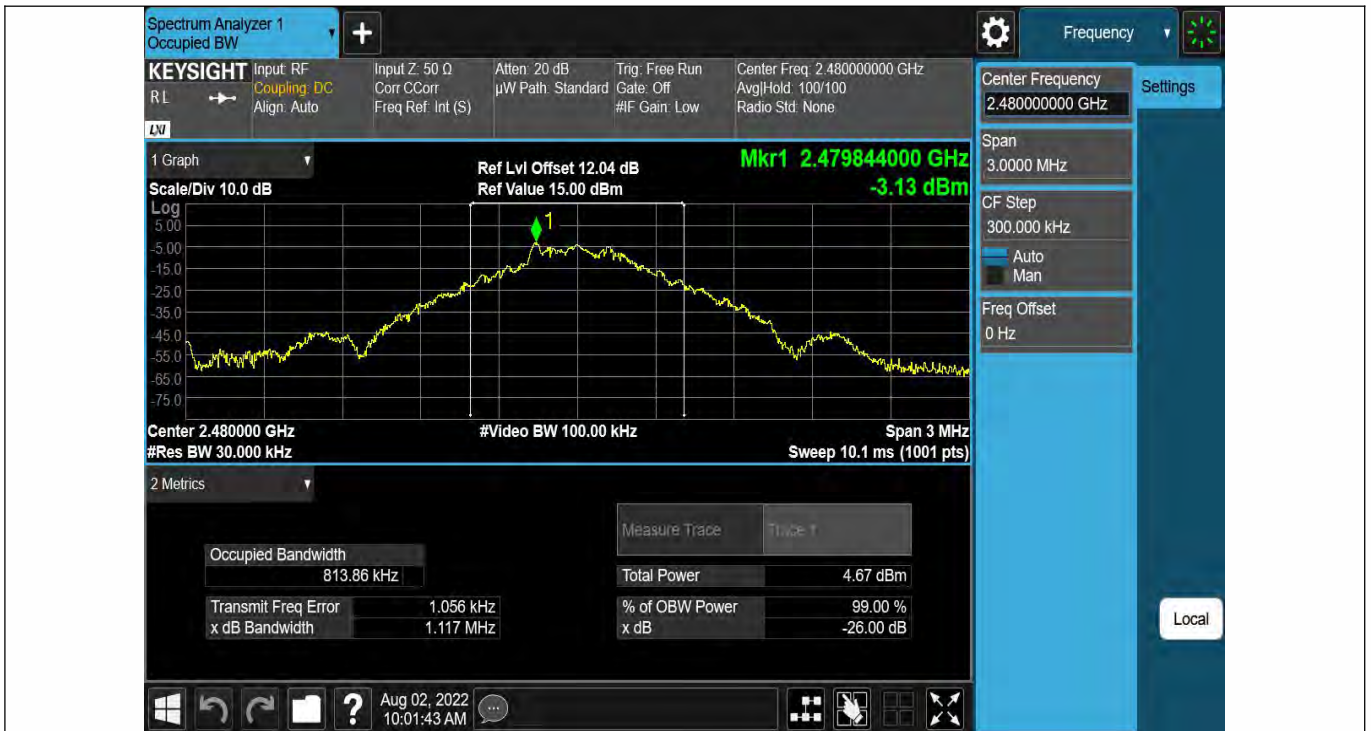 Spectrum Analyzer 1
Occupied BW
+
Frequency
KEYSIGHT
R L
LXI
Input: RF
Coupling: DC
Align: Auto
Input Z: 50 Ω
Corr CCorr
Freq Ref: Int (S)
Atten: 20 dB
µW Path: Standard
Trig: Free Run
Gate: Off
#IF Gain: Low
Center Freq: 2.480000000 GHz
Avg|Hold: 100/100
Radio Std: None
Center Frequency
2.480000000 GHz
Settings
Span
3.0000 MHz
CF Step
300.000 kHz
Auto
Man
Freq Offset
0 Hz
Local
1 Graph
Scale/Div 10.0 dB
Ref Lvl Offset 12.04 dB
Ref Value 15.00 dBm
Mkr1 2.479844000 GHz
-3.13 dBm
Log
5.00
-5.00
-15.0
-25.0
-35.0
-45.0
-55.0
-65.0
-75.0
1
Center 2.480000 GHz
#Video BW 100.00 kHz
Span 3 MHz
#Res BW 30.000 kHz
Sweep 10.1 ms (1001 pts)
2 Metrics
Measure Trace
Trace 1
Occupied Bandwidth
813.86 kHz
Total Power
4.67 dBm
Transmit Freq Error
1.056 kHz
% of OBW Power
99.00 %
x dB Bandwidth
1.117 MHz
x dB
-26.00 dB
?
Aug 02, 2022
10:01:43 AM